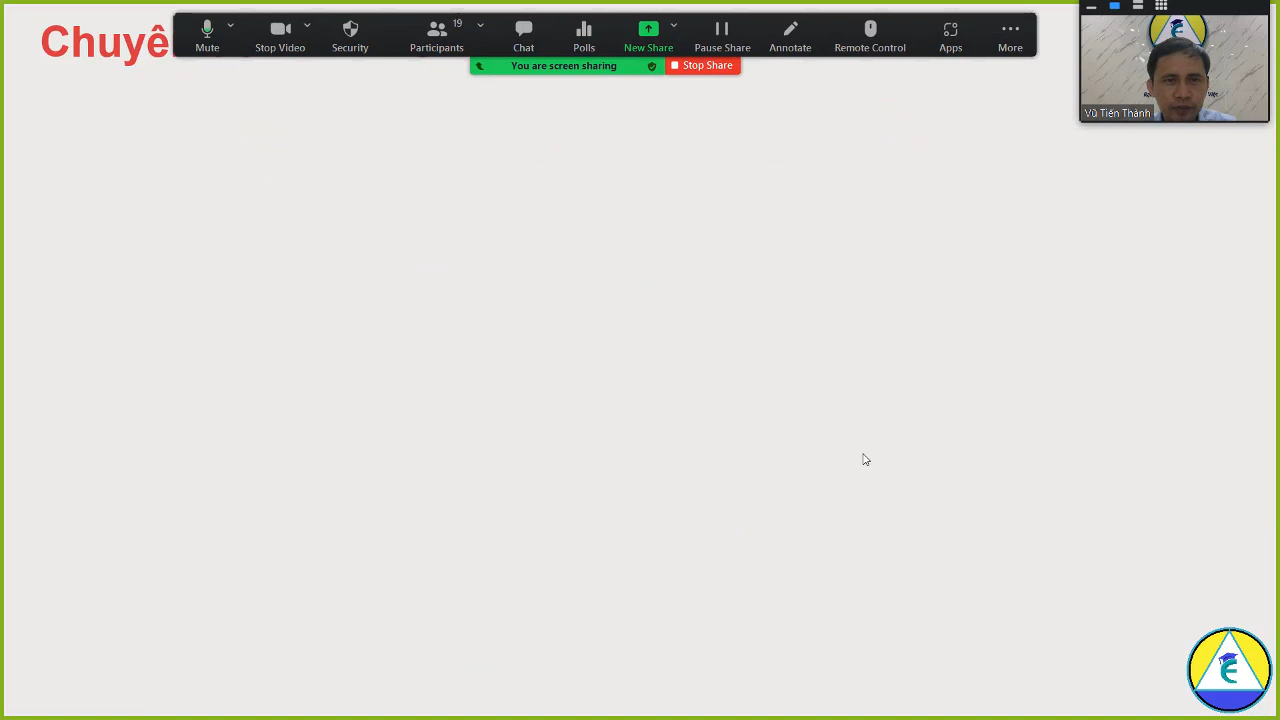 Chuyê
Mute
Stop Video
Security
Participants
19
Chat
Polls
New Share
Pause Share
Annotate
Remote Control
Apps
More
You are screen sharing
Stop Share
Việt
Vũ Tiến Thành